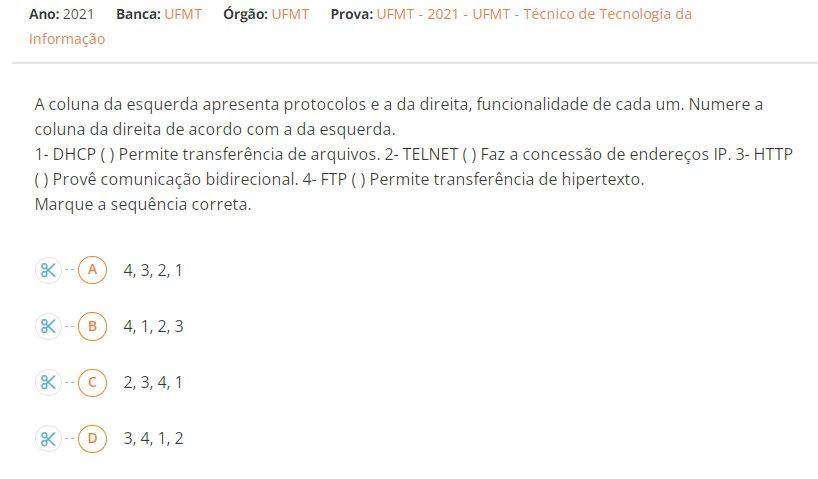 Ano: 2021 Banca: UFMT Órgão: UFMT Prova: UFMT - 2021 - UFMT - Técnico de Tecnologia da
Informação
A coluna da esquerda apresenta protocolos e a da direita, funcionalidade de cada um. Numere a
coluna da direita de acordo com a da esquerda.
1- DHCP ( ) Permite transferência de arquivos. 2- TELNET ( ) Faz a concessão de endereços IP. 3- HTTP
( ) Provê comunicação bidirecional. 4- FTP ( ) Permite transferência de hipertexto.
Marque a sequência correta.
A 4, 3, 2, 1
B 4, 1, 2, 3
C 2, 3, 4, 1
D 3, 4, 1, 2